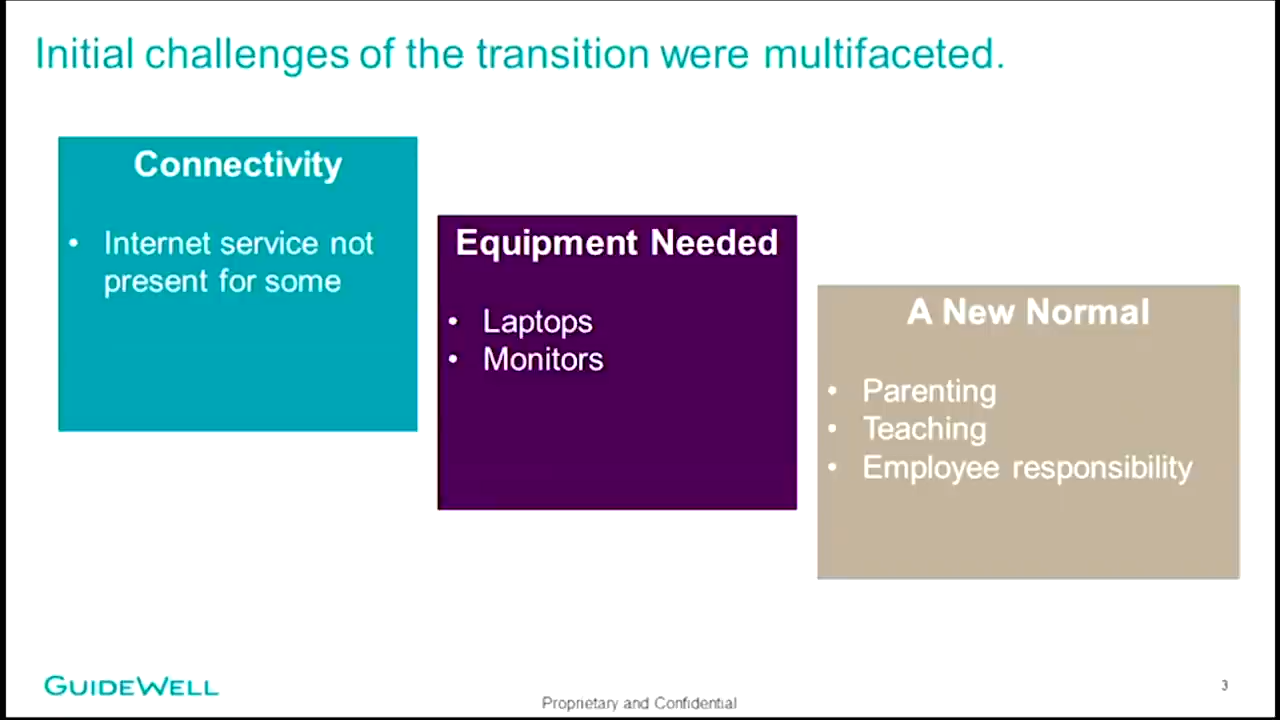 Initial challenges of the transition were multifaceted.
Connectivity
• Internet service not
present for some
Equipment Needed
• Laptops
• Monitors
A New Normal
• Parenting
• Teaching
• Employee responsibility
GUIDEWELL
Proprietary and Confidential
3